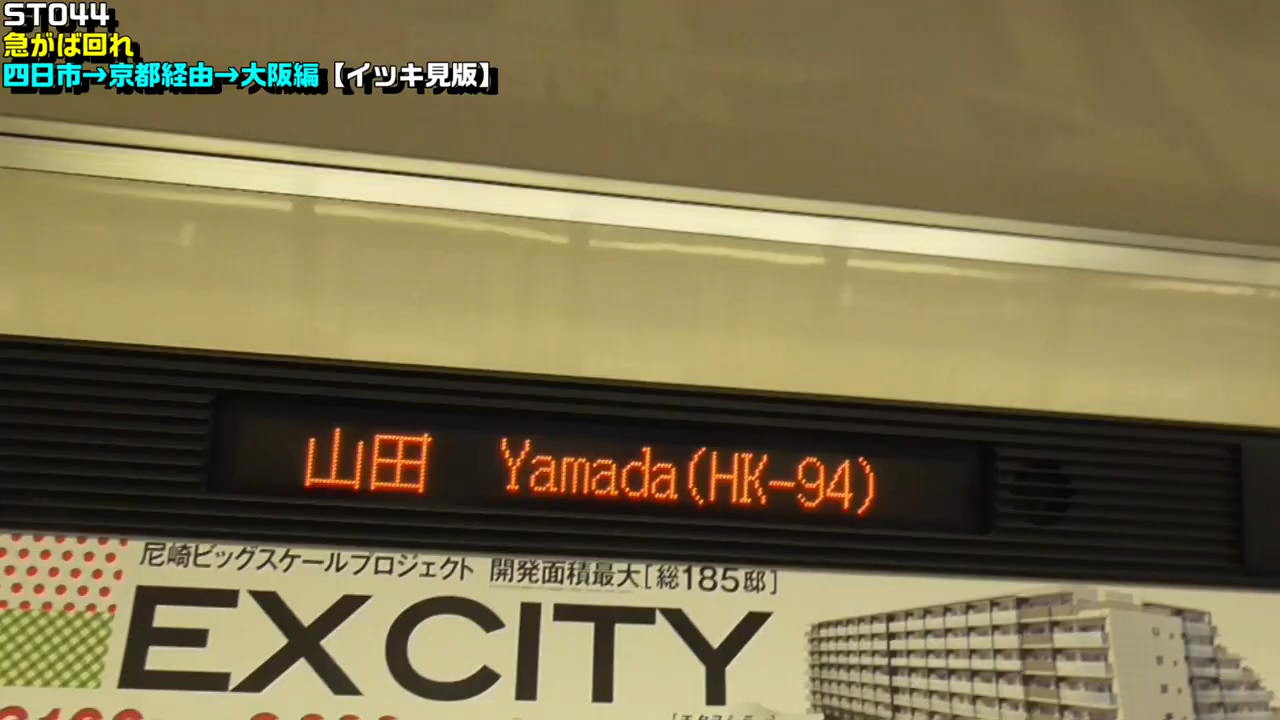 ST044
急がば回れ
四日市→京都経由→大阪編【イツキ見版】
山田 Yamada(HK-94)
尼崎ビッグスケールプロジェクト 開発面積最大[総185邸]
EXCITY